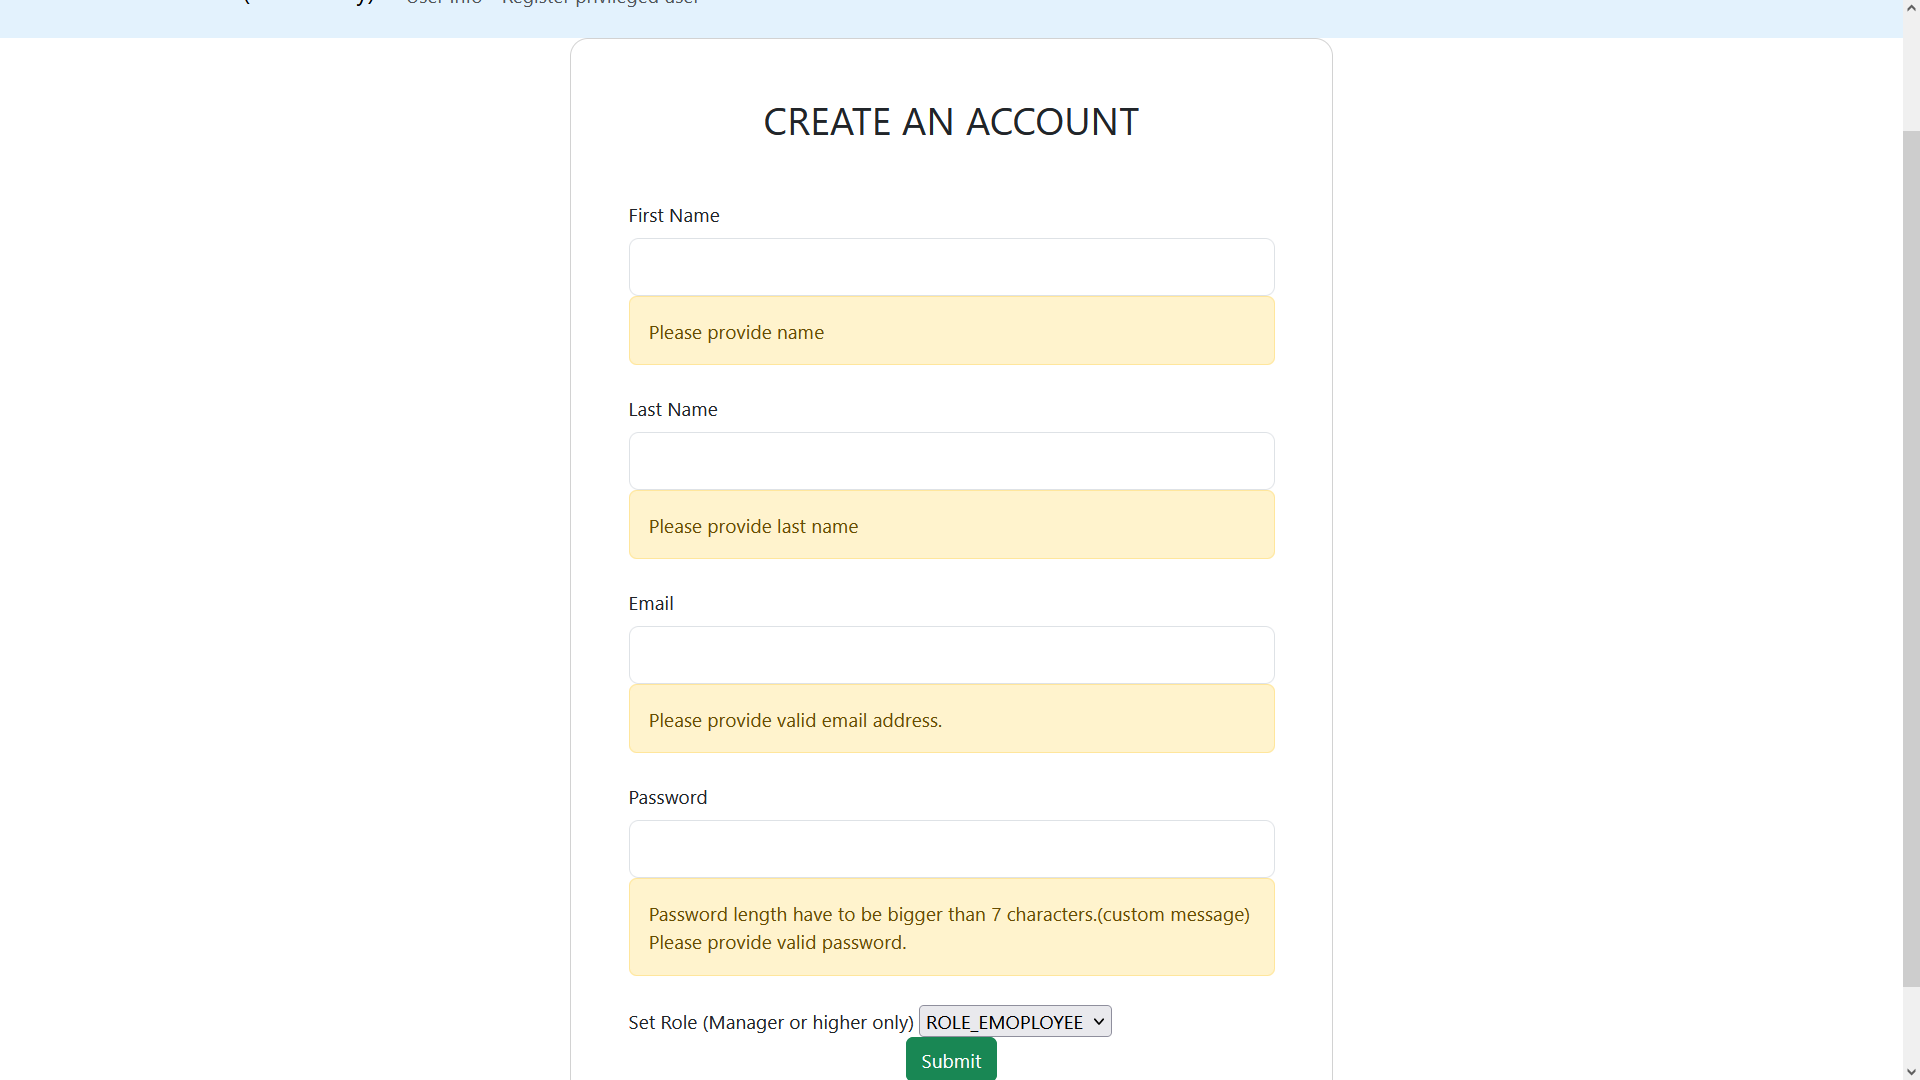 User Info Register privileged user
CREATE AN ACCOUNT
First Name
Please provide name
Last Name
Please provide last name
Email
Please provide valid email address.
Password
Password length have to be bigger than 7 characters.(custom message)
Please provide valid password.
Set Role (Manager or higher only) ROLE_EMOPLOYEE
Submit